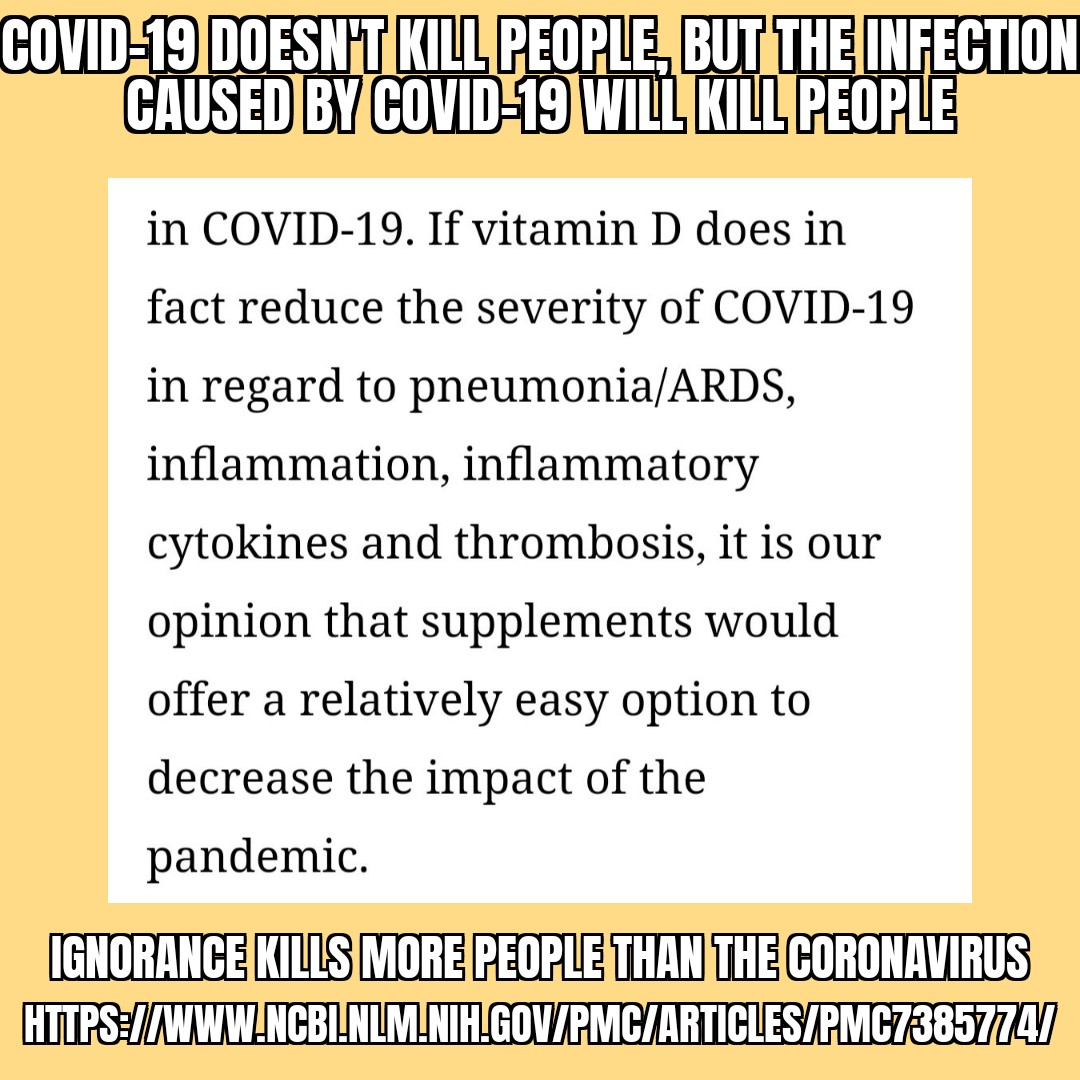 COVID-19 DOESN'T KILL PEOPLE, BUT THE INFECTION
CAUSED BY COVID-19 WILL KILL PEOPLE
in COVID-19. If vitamin D does in
fact reduce the severity of COVID-19
in regard to pneumonia/ARDS,
inflammation, inflammatory
cytokines and thrombosis, it is our
opinion that supplements would
offer a relatively easy option to
decrease the impact of the
pandemic.
IGNORANCE KILLS MORE PEOPLE THAN THE CORONAVIRUS
HTTPS://WWW.NCBI.NLM.NIH.GOV/PMC/ARTICLES/PMC7385774/